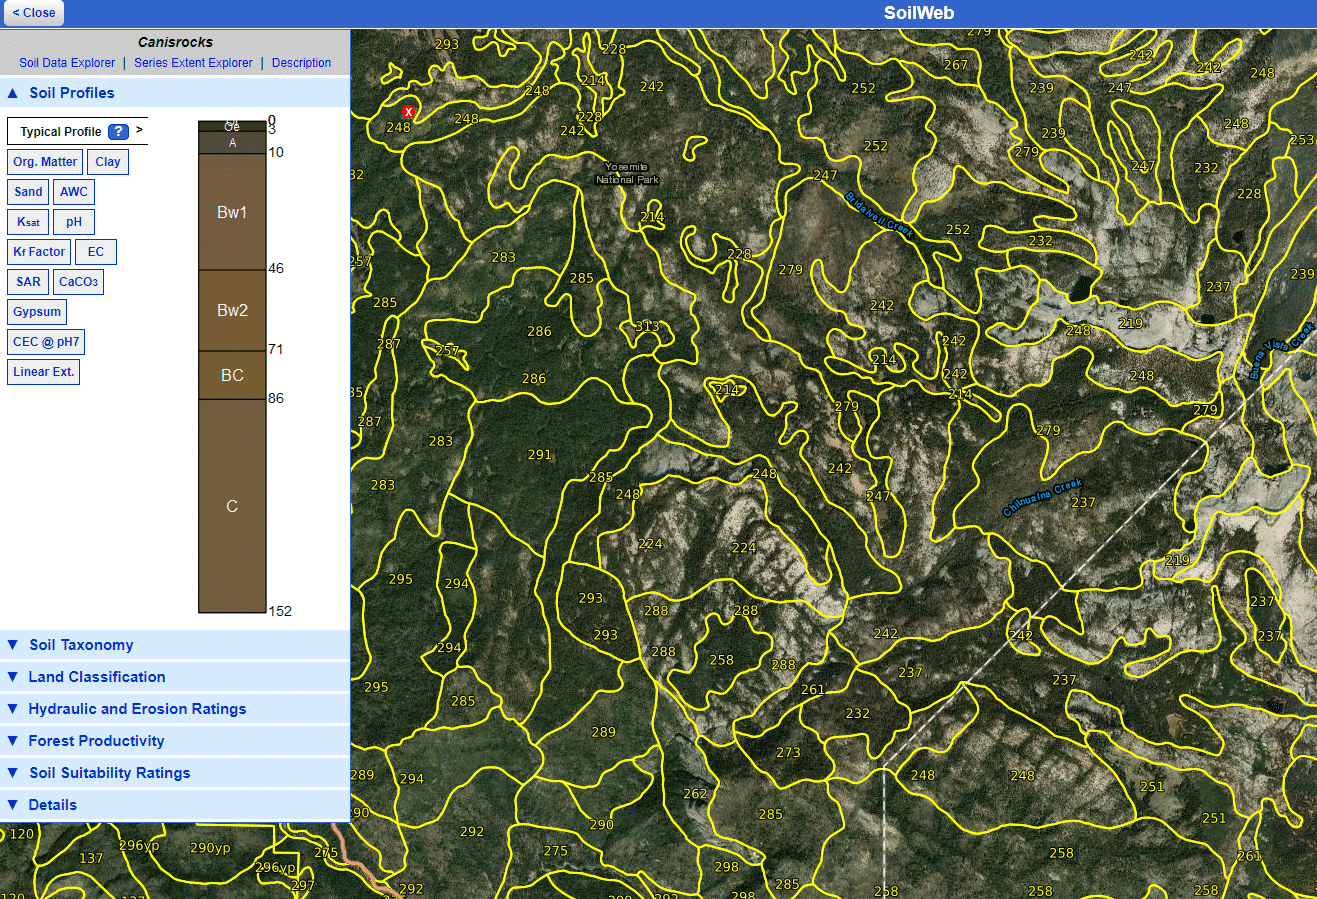 < Close
SoilWeb
Canisrocks
Soil Data Explorer | Series Extent Explorer | Description
▲ Soil Profiles
Typical Profile ? >
Org. Matter Clay
Sand AWC
Ksat pH
Kf Factor EC
SAR CaCO3
Gypsum
CEC @ pH7
Linear Ext.
0
Oe 3
A
10
Bw1
46
Bw2
71
BC
86
C
152
▼ Soil Taxonomy
▼ Land Classification
▼ Hydraulic and Erosion Ratings
▼ Forest Productivity
▼ Soil Suitability Ratings
▼ Details
293 228 279
242 267 242 248
214 248 242 252 239 247
X
248 248 228 242 239 248
252 279 253
Yosemite
National Park
247 247 232
228
214
Bridalveil Creek
252 232
283 228 279 239
285 237
285 242
286 313 248 219
287 257 242 Buena Vista Creek
214
286 242 248
214 214
287 279 279 279
283 291
283 285 248 242
248 247 Chilnualna Creek 237
224 224
219
295 294
293 288 288 237
293 242 242 237
294 288 258 288
295 261 237 237
285 232
289 273
289 294 248 248
262 251
285 251
120 292 290
137 296yp 290yp 275 275 258 261
296yp 298
297 292 285 258 258 258
298